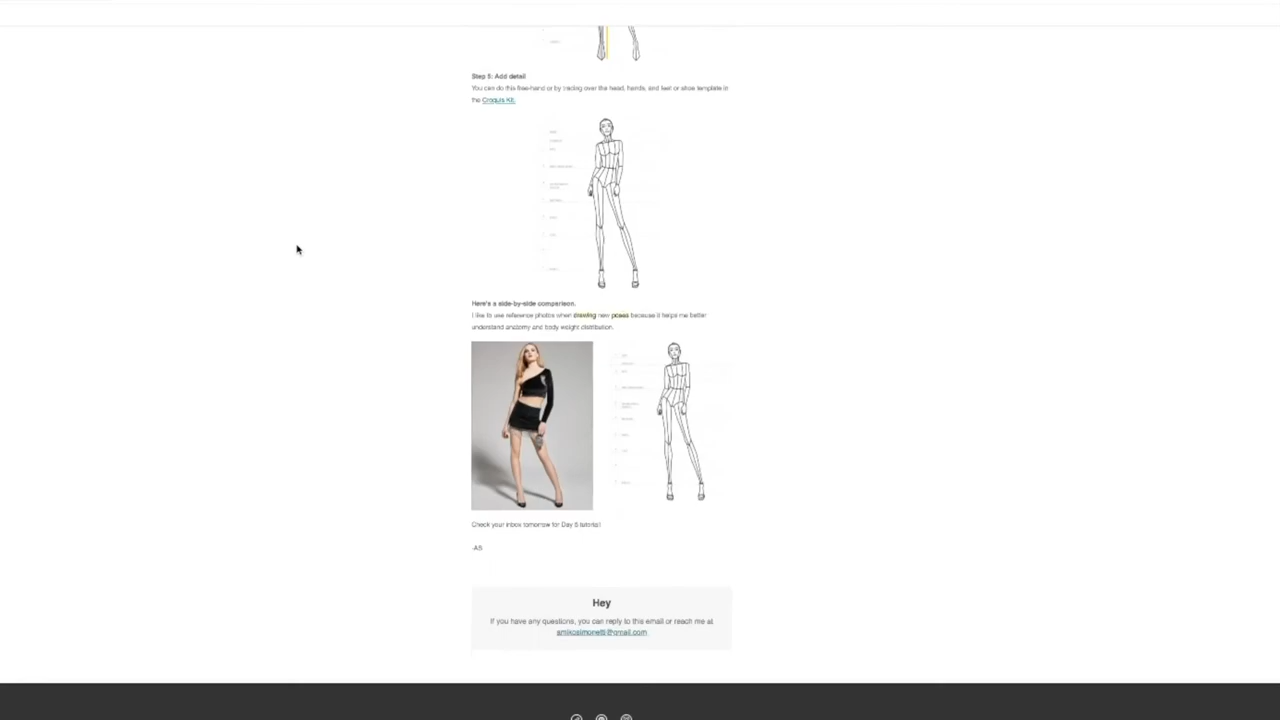 Step 5: Add detail
You can do this free-hand or by tracing over the head, hands, and feet or shoe template in
the Croquis Kit.
Here's a side-by-side comparison.
I like to use reference photos when drawing new poses because it helps me better
understand anatomy and body weight distribution.
Check your inbox tomorrow for Day 6 tutorial!
-AS
Hey
If you have any questions, you can reply to this email or reach me at